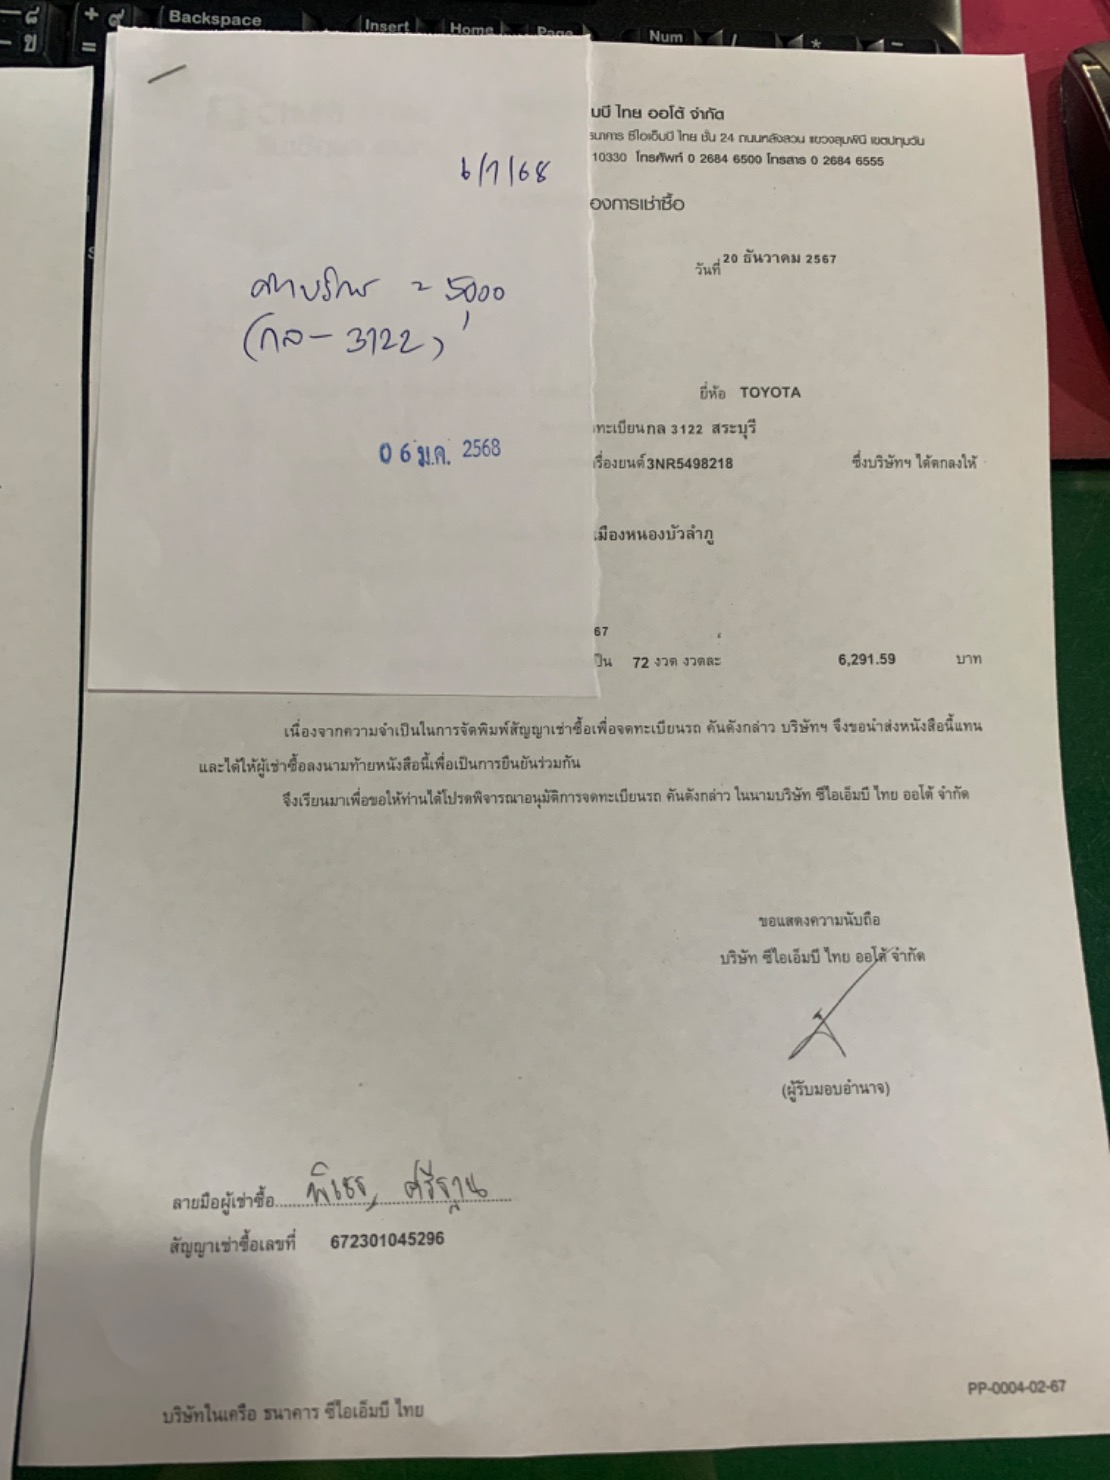 Backspace
Insert
Home
Num
6/1/68
ค่าบริการ = 5,000
(กล - 3122)
06 ม.ค. 2568
เอ็มบี ไทย ออโต้ จำกัด
ธนาคาร ซีไอเอ็มบี ไทย ชั้น 24 ถนนหลังสวน แขวงลุมพินี เขตปทุมวัน
10330 โทรศัพท์ 0 2684 6500 โทรสาร 0 2684 6555
องการเช่าซื้อ
วันที่ 20 ธันวาคม 2567
ยี่ห้อ TOYOTA
ทะเบียน กล 3122 สระบุรี
เครื่องยนต์ 3NR5498218 ซึ่งบริษัทฯ ได้ตกลงให้
เมืองหนองบัวลำภู
67
เป็น 72 งวด งวดละ 6,291.59 บาท
เนื่องจากความจำเป็นในการจัดพิมพ์สัญญาเช่าซื้อเพื่อจดทะเบียนรถ คันดังกล่าว บริษัทฯ จึงขอนำส่งหนังสือนี้แทน
และได้ให้ผู้เช่าซื้อลงนามท้ายหนังสือนี้เพื่อเป็นการยืนยันร่วมกัน
จึงเรียนมาเพื่อขอให้ท่านได้โปรดพิจารณาอนุมัติการจดทะเบียนรถ คันดังกล่าว ในนามบริษัท ซีไอเอ็มบี ไทย ออโต้ จำกัด
ขอแสดงความนับถือ
บริษัท ซีไอเอ็มบี ไทย ออโต้ จำกัด
(ผู้รับมอบอำนาจ)
ลายมือผู้เช่าซื้อ.......... ศรีฐาน
สัญญาเช่าซื้อเลขที่ 672301045296
PP-0004-02-67
บริษัทในเครือ ธนาคาร ซีไอเอ็มบี ไทย